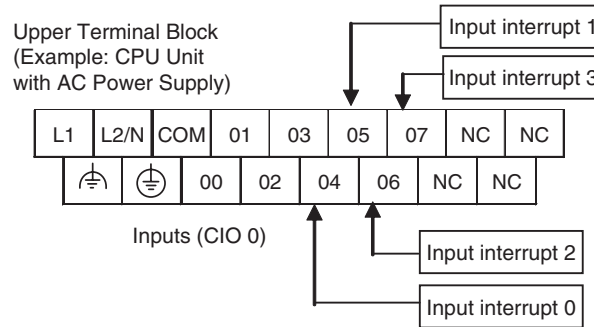 Upper Terminal Block
(Example: CPU Unit
with AC Power Supply)
Input interrupt 1
Input interrupt 3
L1 L2/N COM 01 03 05 07 NC NC
00 02 04 06 NC NC
Inputs (CIO 0)
Input interrupt 2
Input interrupt 0